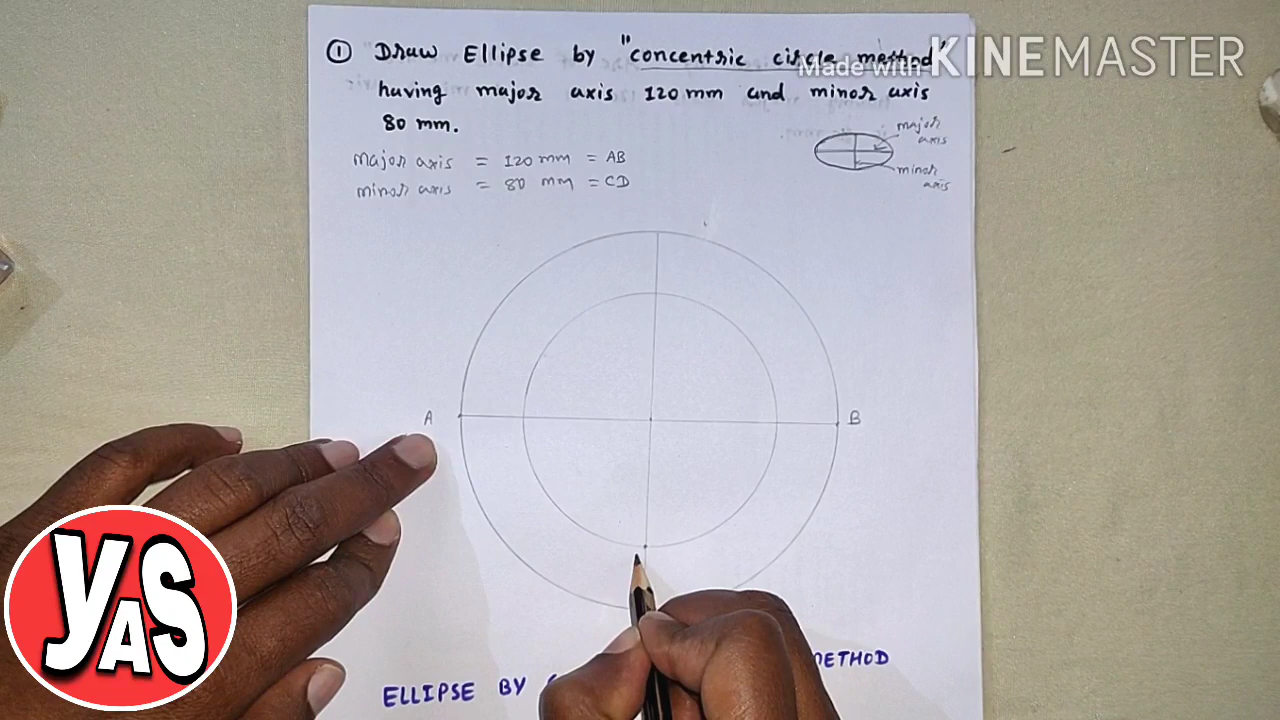 ① Draw Ellipse by "concentric circle method"
Made with KINEMASTER
having major axis 120 mm and minor axis
80 mm.
major axis
minor axis
major axis = 120 mm = AB
minor axis = 80 mm = CD
A
B
ELLIPSE BY
METHOD
YAS